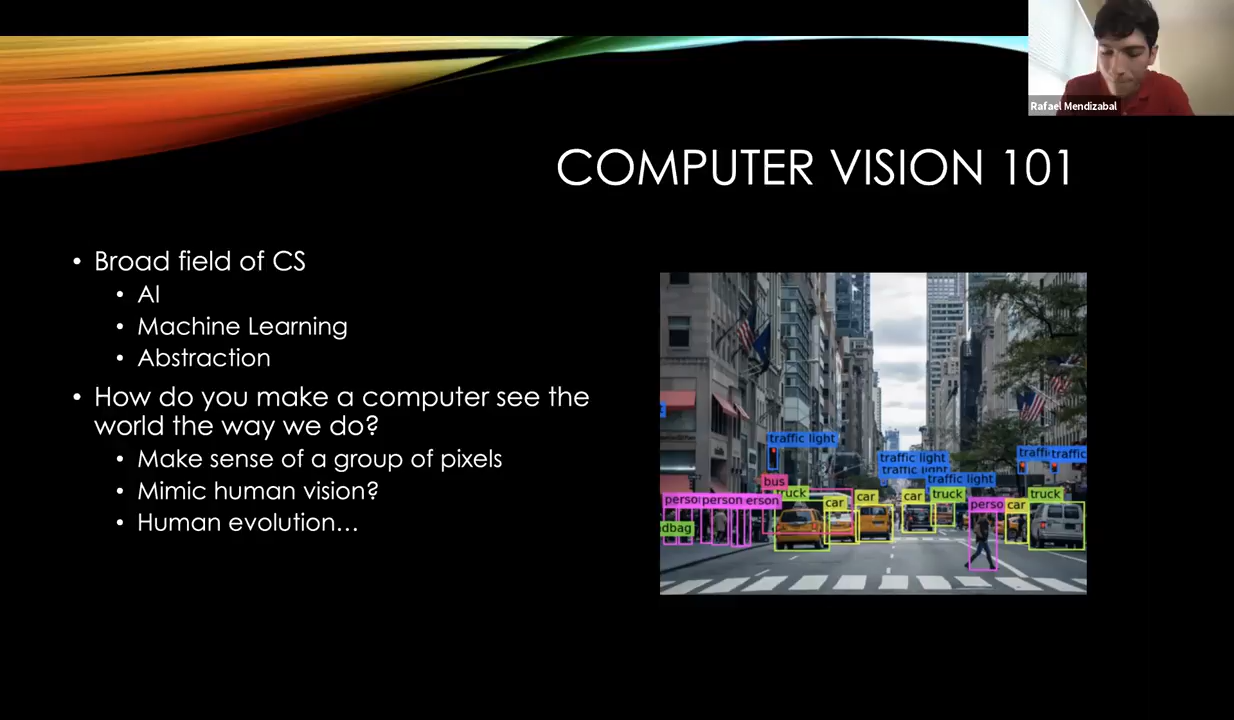 Rafael Mendizabal
COMPUTER VISION 101
• Broad field of CS
• AI
• Machine Learning
• Abstraction
• How do you make a computer see the
world the way we do?
• Make sense of a group of pixels
• Mimic human vision?
• Human evolution...
traffic light
traffic light
traffic light
traffic light
traffic
traffic
bus
truck
car
car
car
truck
truck
person
person
erson
perso
car
dbag